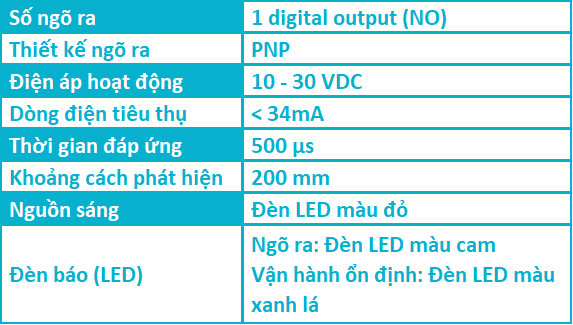 Số ngõ ra 1 digital output (NO)
Thiết kế ngõ ra PNP
Điện áp hoạt động 10 - 30 VDC
Dòng điện tiêu thụ < 34mA
Thời gian đáp ứng 500 μs
Khoảng cách phát hiện 200 mm
Nguồn sáng Đèn LED màu đỏ
Đèn báo (LED) Ngõ ra: Đèn LED màu cam
Vận hành ổn định: Đèn LED màu
xanh lá